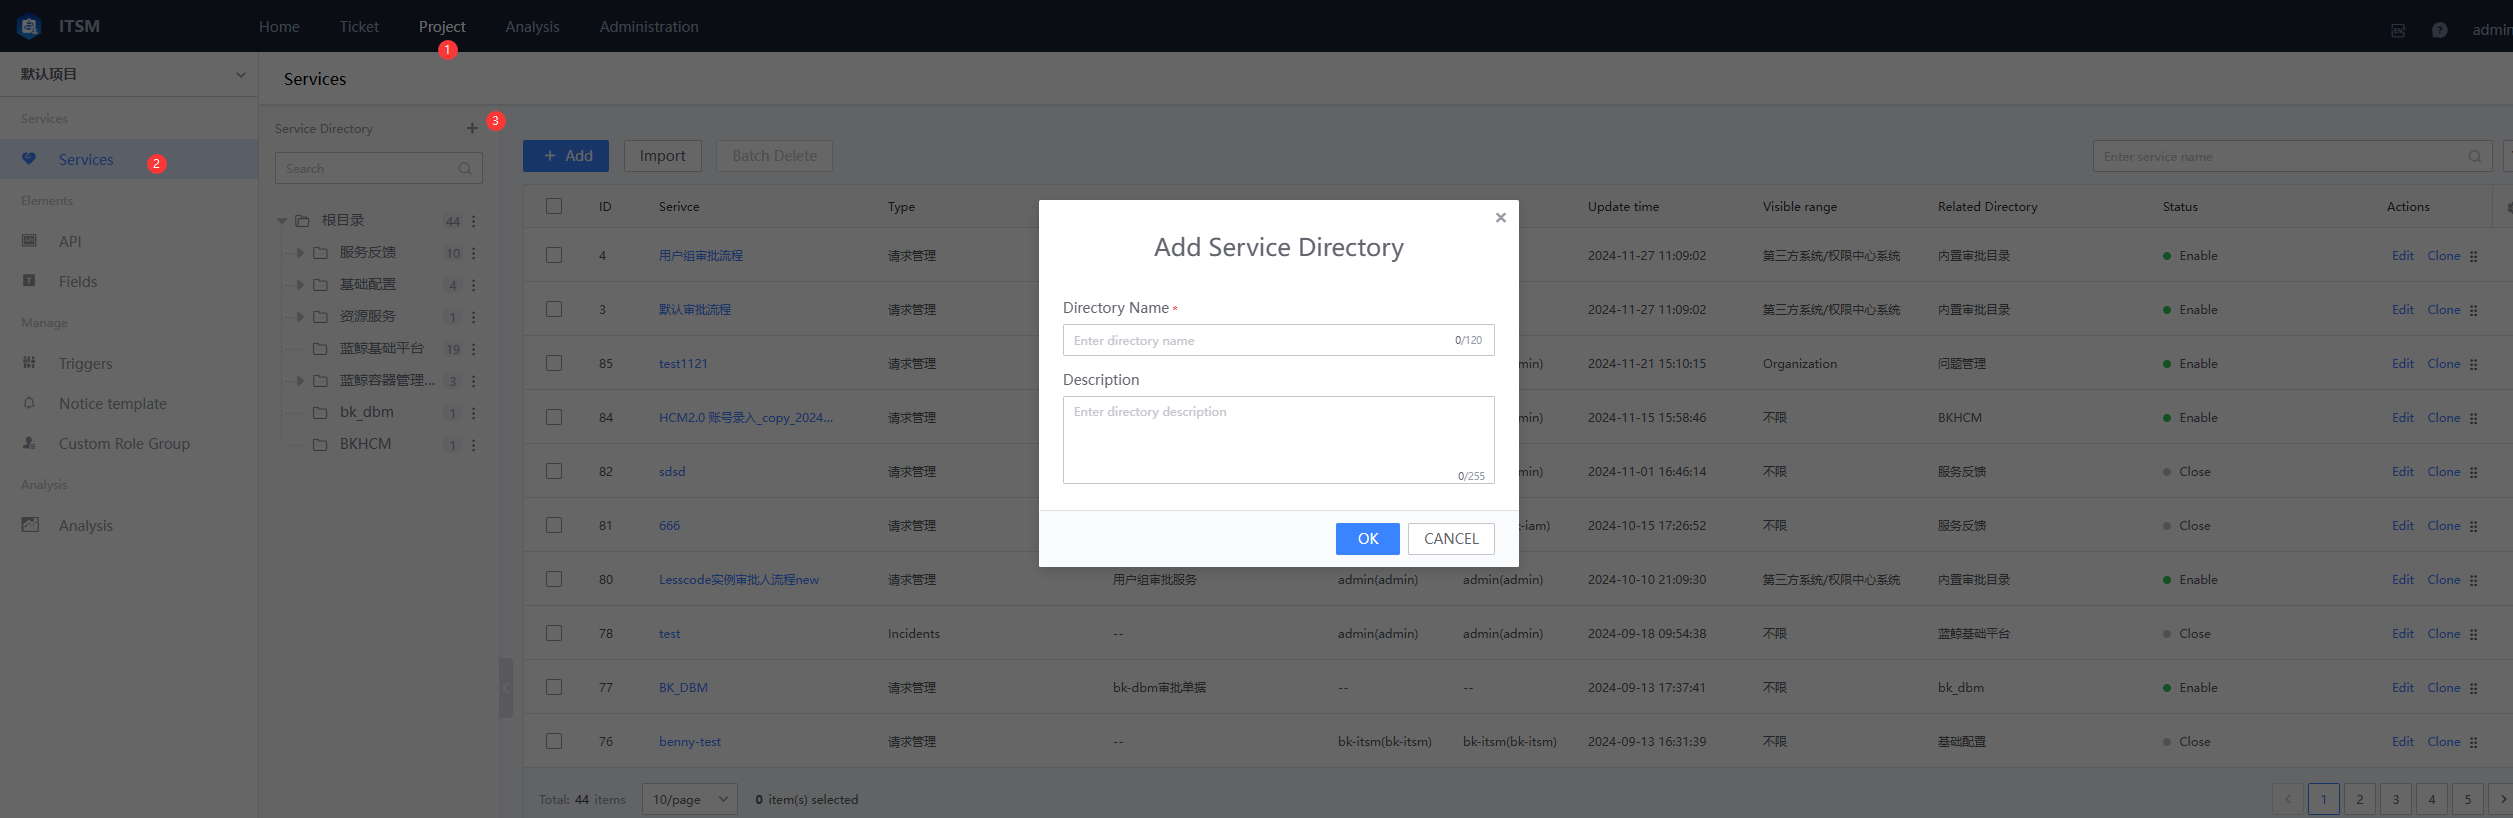 ITSM Home Ticket Project Analysis Administration
1
EN ? admin
默认项目
Services
Service Directory + 3
Services
Services 2
Search
+ Add Import Batch Delete
Enter service name
Elements
API
Fields
Manage
Triggers
Notice template
Custom Role Group
Analysis
Analysis
根目录 44
服务反馈 10
基础配置 4
资源服务 1
蓝鲸基础平台 19
蓝鲸容器管理... 3
bk_dbm 1
BKHCM 1
ID Serivce Type Update time Visible range Related Directory Status Actions
4 用户组审批流程 请求管理 2024-11-27 11:09:02 第三方系统/权限中心系统 内置审批目录 Enable Edit Clone
3 默认审批流程 请求管理 2024-11-27 11:09:02 第三方系统/权限中心系统 内置审批目录 Enable Edit Clone
85 test1121 请求管理 min) 2024-11-21 15:10:15 Organization 问题管理 Enable Edit Clone
84 HCM2.0 账号录入_copy_2024... 请求管理 min) 2024-11-15 15:58:46 不限 BKHCM Enable Edit Clone
82 sdsd 请求管理 min) 2024-11-01 16:46:14 不限 服务反馈 Close Edit Clone
81 666 请求管理 -iam) 2024-10-15 17:26:52 不限 服务反馈 Close Edit Clone
80 Lesscode实例审批人流程new 请求管理 用户组审批服务 admin(admin) admin(admin) 2024-10-10 21:09:30 第三方系统/权限中心系统 内置审批目录 Enable Edit Clone
78 test Incidents -- admin(admin) admin(admin) 2024-09-18 09:54:38 不限 蓝鲸基础平台 Close Edit Clone
77 BK_DBM 请求管理 bk-dbm审批单据 -- -- 2024-09-13 17:37:41 不限 bk_dbm Enable Edit Clone
76 benny-test 请求管理 -- bk-itsm(bk-itsm) bk-itsm(bk-itsm) 2024-09-13 16:31:39 不限 基础配置 Close Edit Clone
Total: 44 items 10/page 0 item(s) selected
1 2 3 4 5
Add Service Directory
Directory Name *
Enter directory name 0/120
Description
Enter directory description
0/255
OK CANCEL